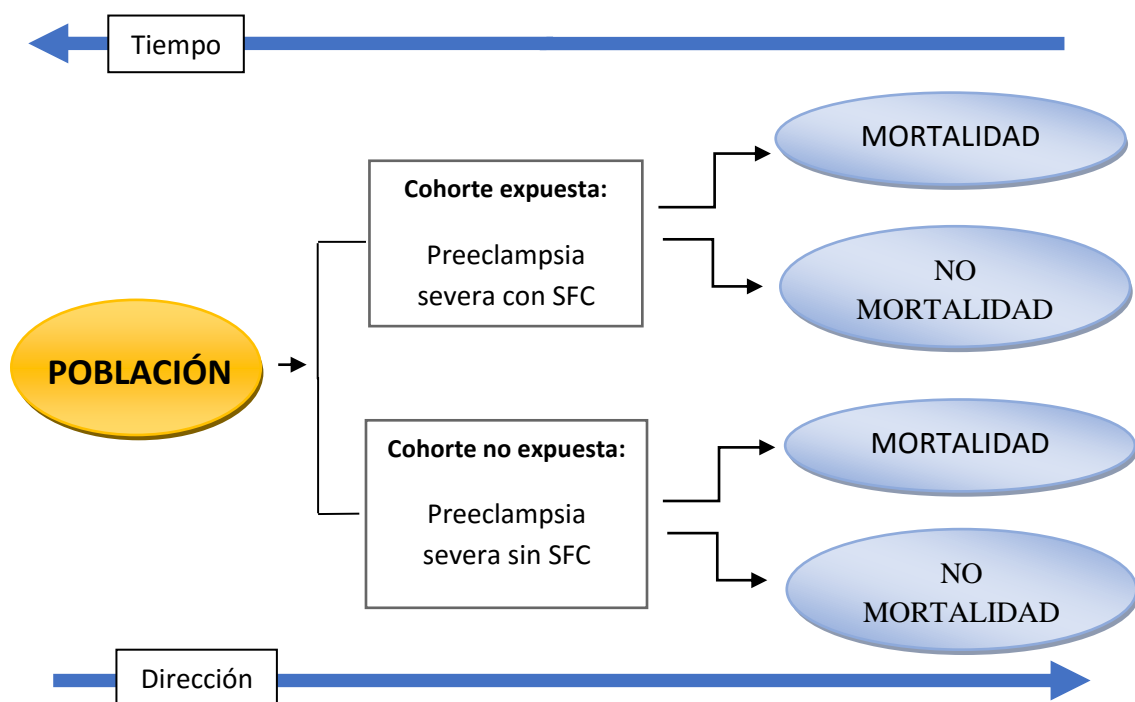 Tiempo
MORTALIDAD
Cohorte expuesta:
Preeclampsia
severa con SFC
NO
MORTALIDAD
POBLACIÓN
Cohorte no expuesta:
Preeclampsia
severa sin SFC
MORTALIDAD
NO
MORTALIDAD
Dirección